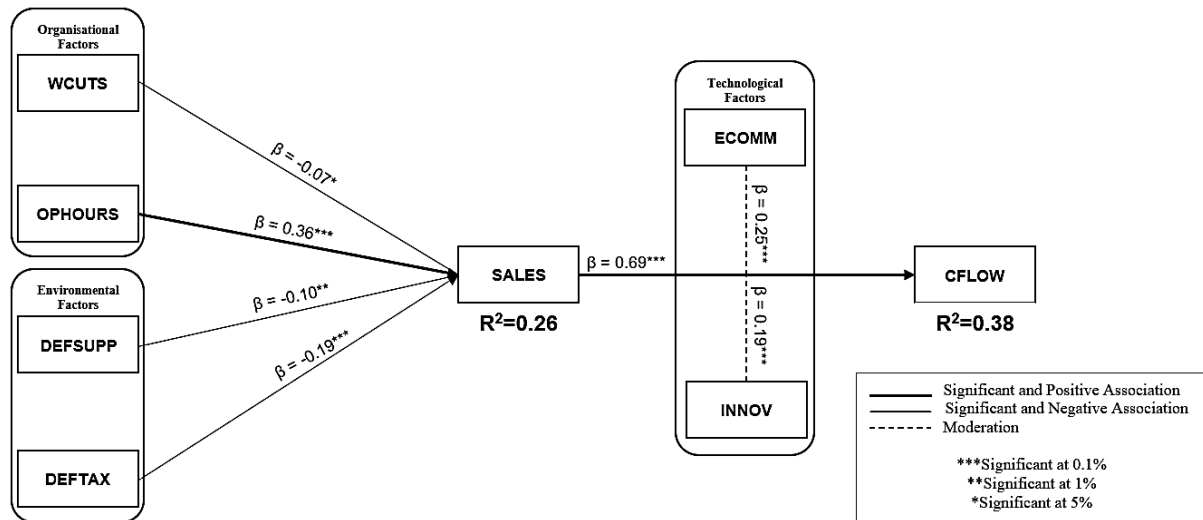 Organisational
Factors
WCUTS
OPHOURS
Environmental
Factors
DEFSUPP
DEFTAX
β = -0.07*
β = 0.36***
β = -0.10**
β = -0.19***
SALES
R²=0.26
β = 0.69***
Technological
Factors
ECOMM
β = 0.25***
β = 0.19***
INNOV
CFLOW
R²=0.38
Significant and Positive Association
Significant and Negative Association
Moderation
***Significant at 0.1%
**Significant at 1%
*Significant at 5%